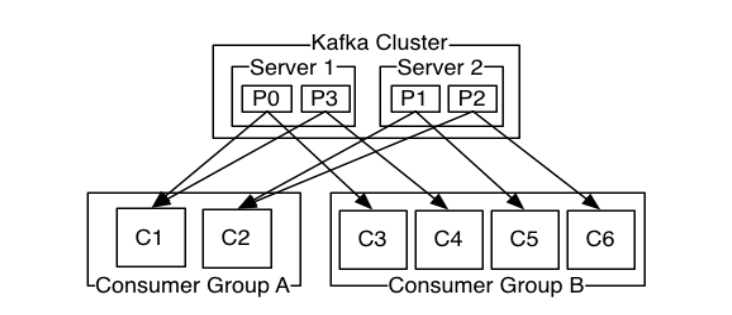 Kafka Cluster
Server 1 Server 2
P0 P3 P1 P2
C1 C2 C3 C4 C5 C6
Consumer Group A Consumer Group B